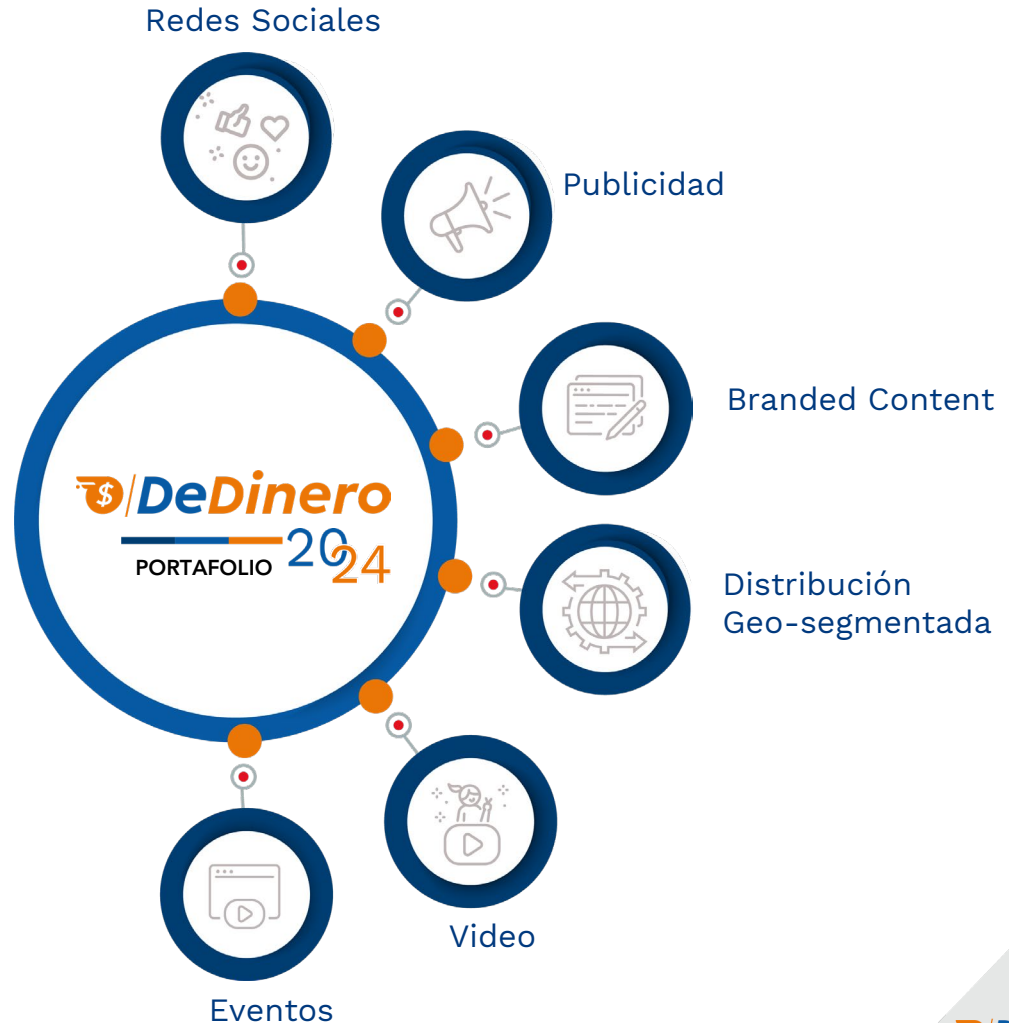 Redes Sociales
Publicidad
Branded Content
DeDinero
PORTAFOLIO 2024
Distribución
Geo-segmentada
Video
Eventos